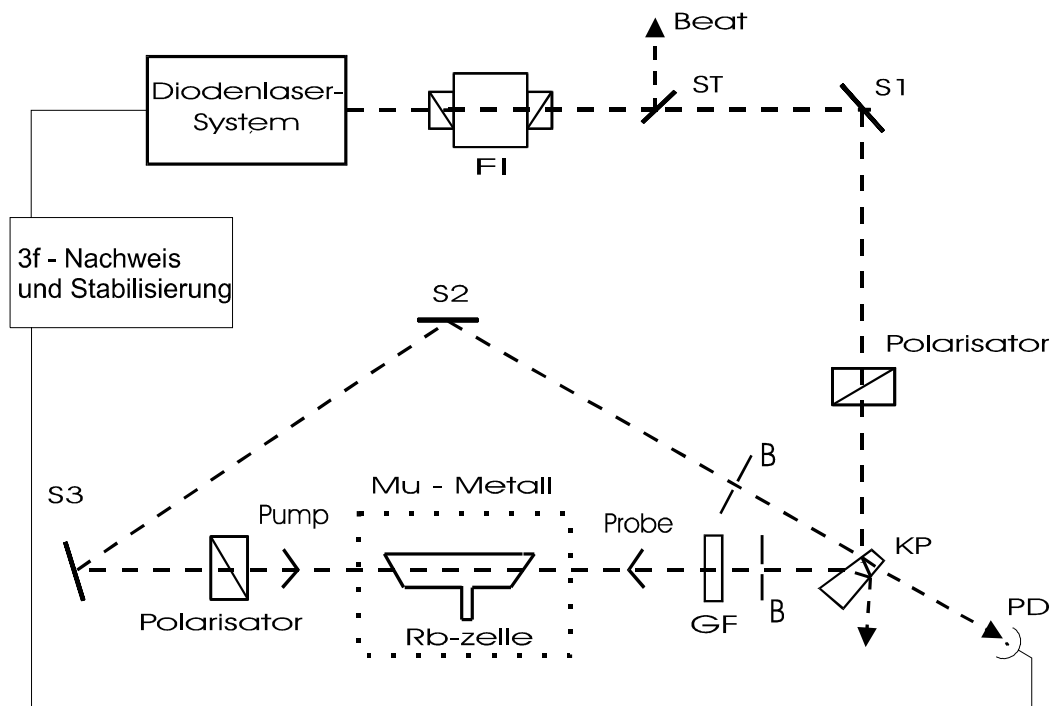 Beat
Diodenlaser-
System
FI
ST
S1
3f - Nachweis
und Stabilisierung
S2
Polarisator
B
S3
Mu - Metall
Pump
Probe
KP
Polarisator
Rb-zelle
GF
B
PD